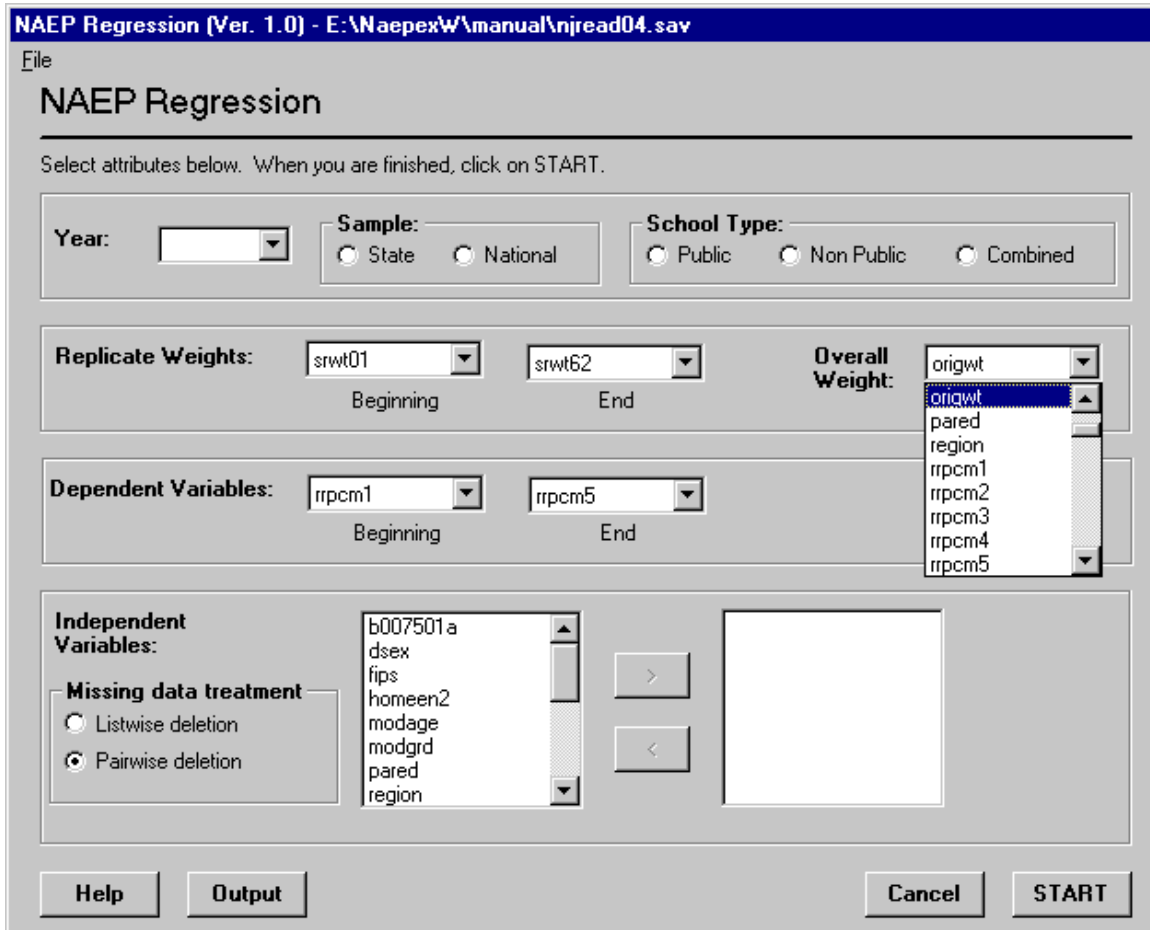 NAEP Regression (Ver. 1.0) - E:\NaepexW\manual\njread04.sav
File
NAEP Regression
Select attributes below. When you are finished, click on START.
Year:
Sample:
State
National
School Type:
Public
Non Public
Combined
Replicate Weights:
srwt01
Beginning
srwt62
End
Overall Weight:
origwt
origwt
pared
region
rrpcm1
rrpcm2
rrpcm3
rrpcm4
rrpcm5
Dependent Variables:
rrpcm1
Beginning
rrpcm5
End
Independent Variables:
Missing data treatment
Listwise deletion
Pairwise deletion
b007501a
dsex
fips
homeen2
modage
modgrd
pared
region
>
<
Help
Output
Cancel
START